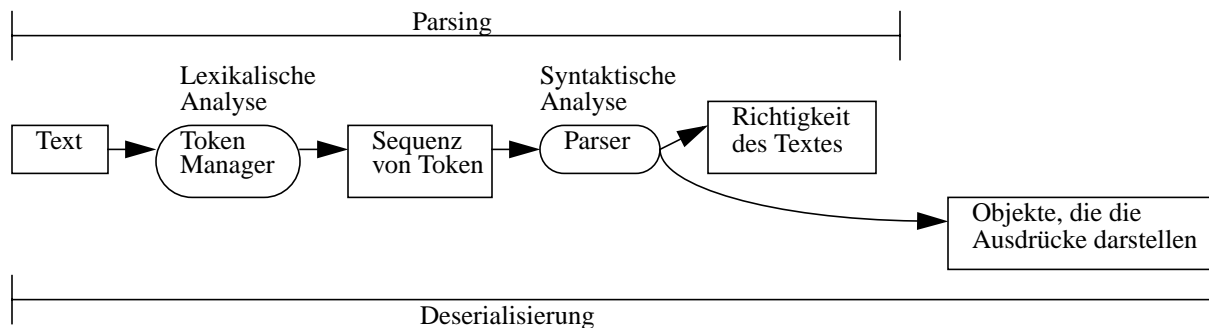 Parsing
Lexikalische
Analyse
Syntaktische
Analyse
Text
Token
Manager
Sequenz
von Token
Parser
Richtigkeit
des Textes
Objekte, die die
Ausdrücke darstellen
Deserialisierung